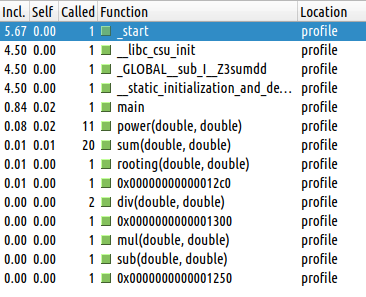 Incl. Self Called Function Location
5.67 0.00 1 _start profile
4.50 0.00 1 __libc_csu_init profile
4.50 0.00 1 _GLOBAL__sub_I__Z3sumdd profile
4.50 0.00 1 __static_initialization_and_de... profile
0.84 0.02 1 main profile
0.08 0.02 11 power(double, double) profile
0.01 0.01 20 sum(double, double) profile
0.01 0.00 1 rooting(double, double) profile
0.01 0.00 1 0x00000000000012c0 profile
0.00 0.00 2 div(double, double) profile
0.00 0.00 1 0x0000000000001300 profile
0.00 0.00 1 mul(double, double) profile
0.00 0.00 1 sub(double, double) profile
0.00 0.00 1 0x0000000000001250 profile